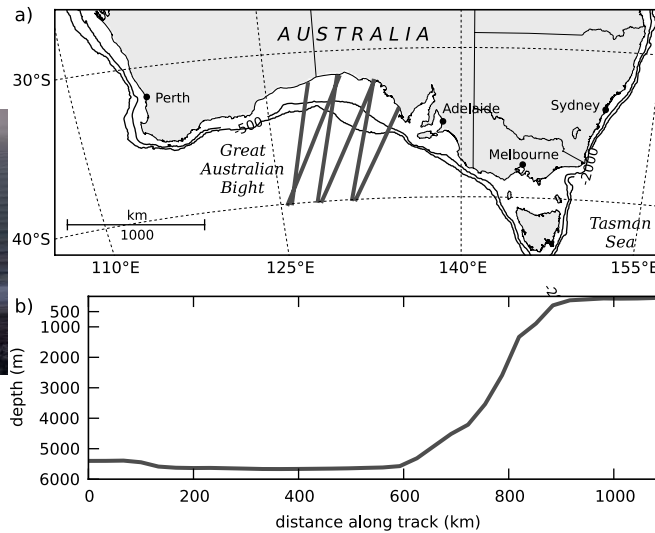 a)
AUSTRALIA
30°S
Perth
Adelaide
Sydney
-500
Great
Australian
Bight
Melbourne
-2000
km
1000
40°S
Tasman
Sea
110°E
125°E
140°E
155°E
b)
500
1000
2000
3000
4000
5000
6000
depth (m)
0
200
400
600
800
1000
distance along track (km)